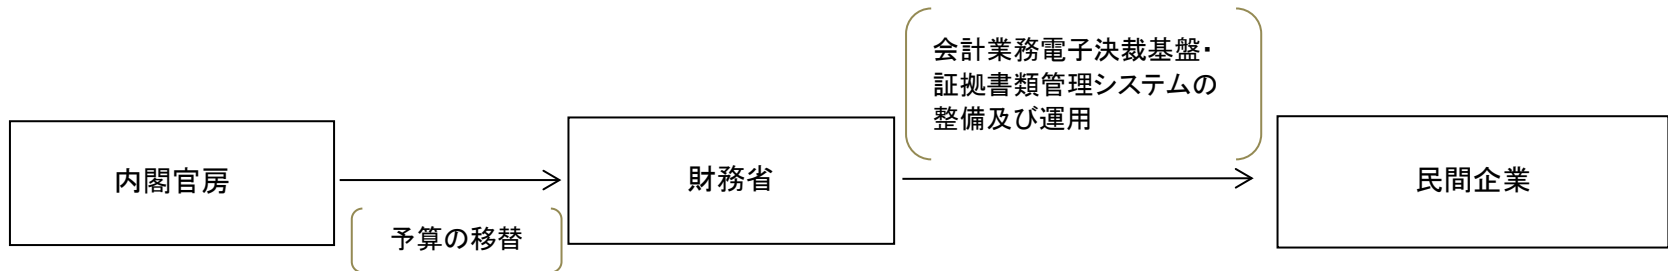 会計業務電子決裁基盤・
証拠書類管理システムの
整備及び運用
内閣官房
財務省
民間企業
予算の移替